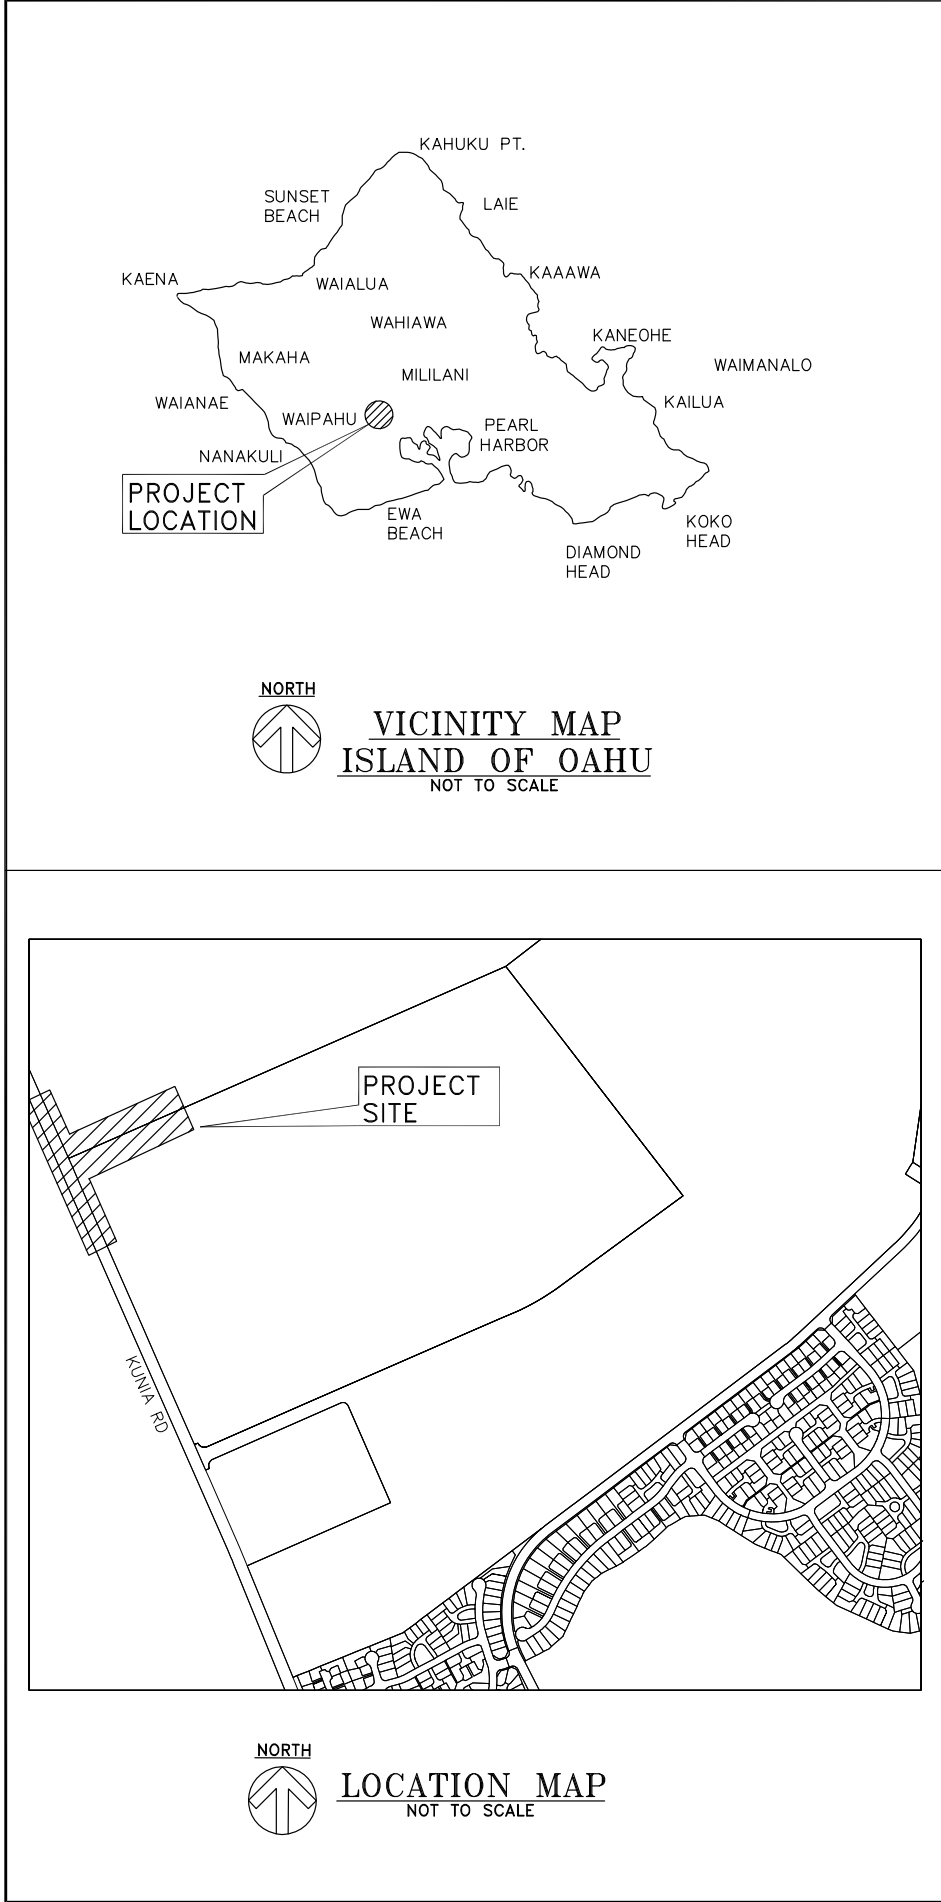 KAHUKU PT.
SUNSET
BEACH
LAIE
KAENA
WAIALUA
KAAAWA
WAHIAWA
KANEOHE
MAKAHA
WAIMANALO
MILILANI
WAIANAE
KAILUA
WAIPAHU
PEARL
HARBOR
NANAKULI
PROJECT
LOCATION
EWA
BEACH
KOKO
HEAD
DIAMOND
HEAD
NORTH
VICINITY MAP
ISLAND OF OAHU
NOT TO SCALE
PROJECT
SITE
KUNIA RD
NORTH
LOCATION MAP
NOT TO SCALE